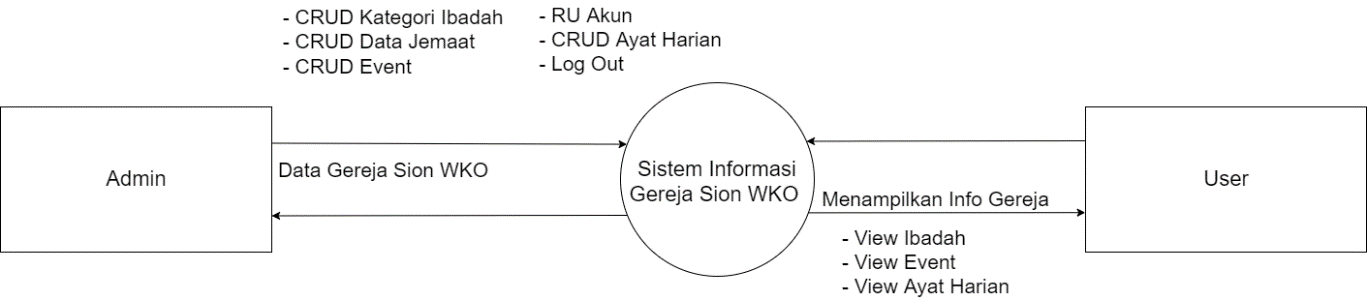 - CRUD Kategori Ibadah
- CRUD Data Jemaat
- CRUD Event
- RU Akun
- CRUD Ayat Harian
- Log Out
Admin
Data Gereja Sion WKO
Sistem Informasi
Gereja Sion WKO
Menampilkan Info Gereja
- View Ibadah
- View Event
- View Ayat Harian
User